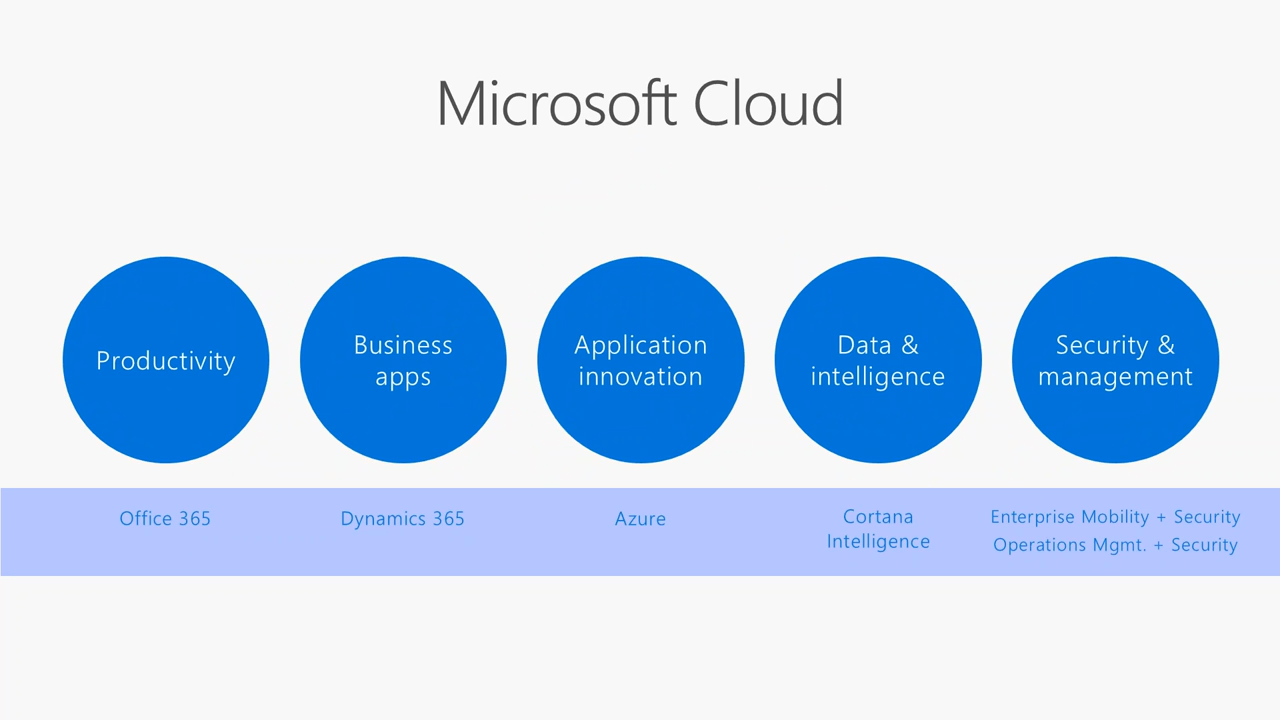 Microsoft Cloud
Productivity
Business
apps
Application
innovation
Data &
intelligence
Security &
management
Office 365
Dynamics 365
Azure
Cortana
Intelligence
Enterprise Mobility + Security
Operations Mgmt. + Security